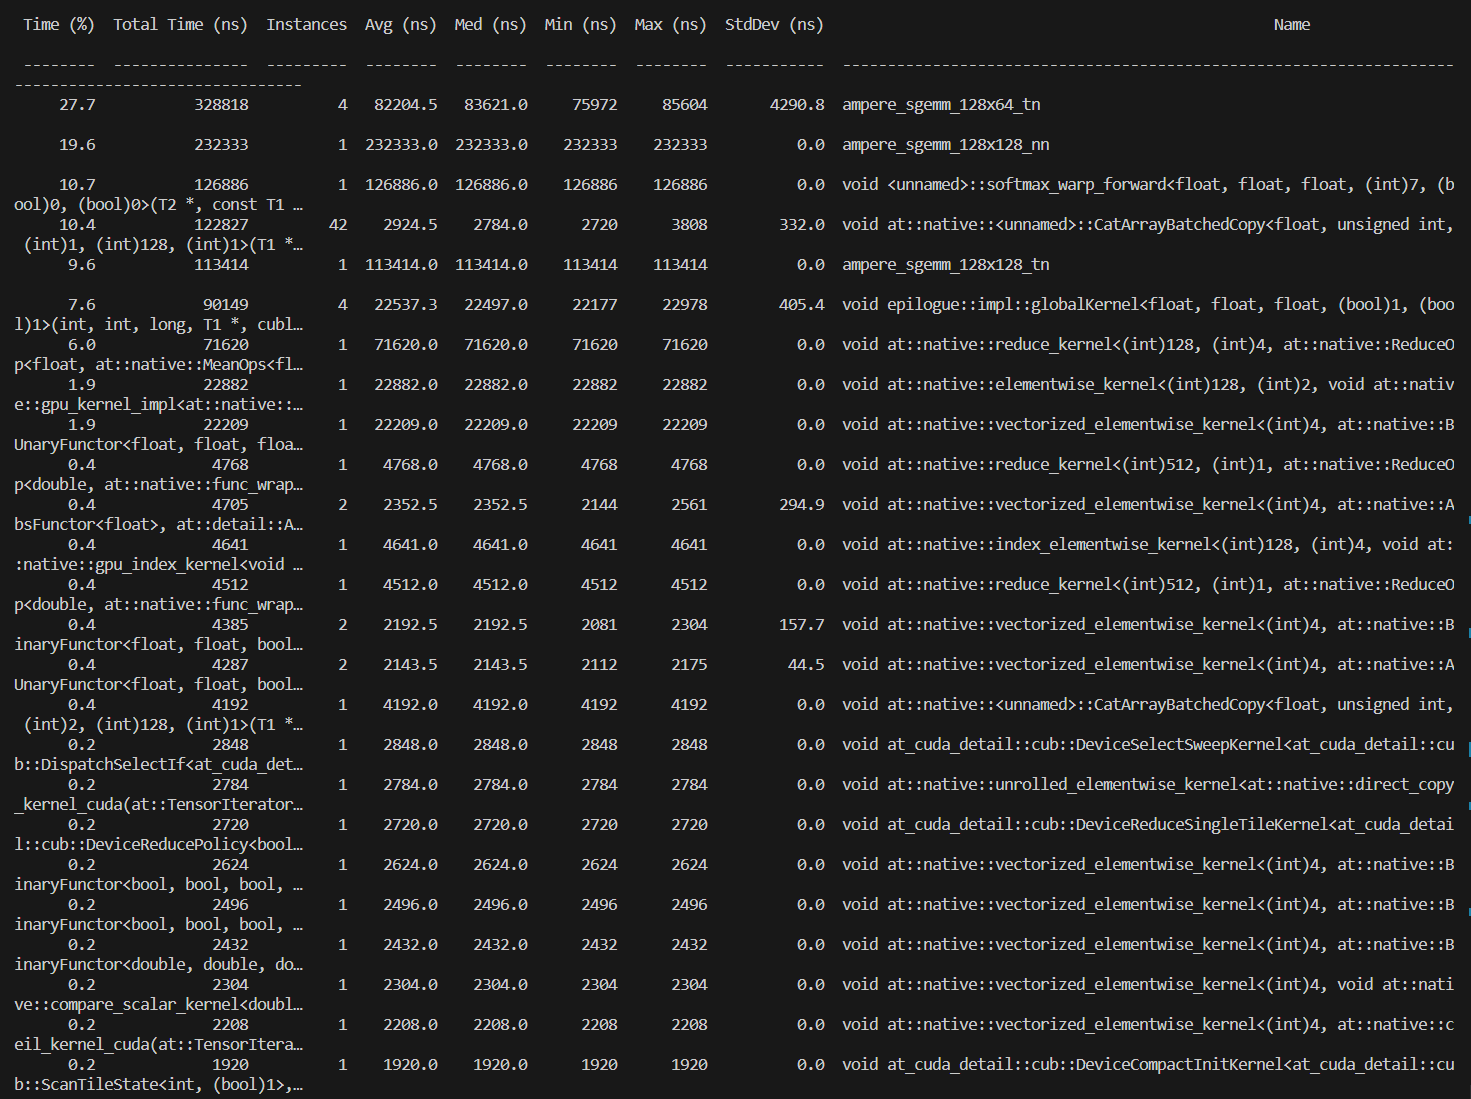 Time (%)  Total Time (ns)  Instances  Avg (ns)  Med (ns)  Min (ns)  Max (ns)  StdDev (ns)  Name
--------  ---------------  ---------  --------  --------  --------  --------  -----------  --------------------------------------------------------------------
--------------------------------
27.7  328818  4  82204.5  83621.0  75972  85604  4290.8  ampere_sgemm_128x64_tn
19.6  232333  1  232333.0  232333.0  232333  232333  0.0  ampere_sgemm_128x128_nn
10.7  126886  1  126886.0  126886.0  126886  126886  0.0  void <unnamed>::softmax_warp_forward<float, float, float, (int)7, (b
ool)0, (bool)0>(T2 *, const T1 …
10.4  122827  42  2924.5  2784.0  2720  3808  332.0  void at::native::<unnamed>::CatArrayBatchedCopy<float, unsigned int,
(int)1, (int)128, (int)1>(T1 *…
9.6  113414  1  113414.0  113414.0  113414  113414  0.0  ampere_sgemm_128x128_tn
7.6  90149  4  22537.3  22497.0  22177  22978  405.4  void epilogue::impl::globalKernel<float, float, float, (bool)1, (boo
l)1>(int, int, long, T1 *, cubl…
6.0  71620  1  71620.0  71620.0  71620  71620  0.0  void at::native::reduce_kernel<(int)128, (int)4, at::native::ReduceO
p<float, at::native::MeanOps<fl…
1.9  22882  1  22882.0  22882.0  22882  22882  0.0  void at::native::elementwise_kernel<(int)128, (int)2, void at::nativ
e::gpu_kernel_impl<at::native::…
1.9  22209  1  22209.0  22209.0  22209  22209  0.0  void at::native::vectorized_elementwise_kernel<(int)4, at::native::B
UnaryFunctor<float, float, floa…
0.4  4768  1  4768.0  4768.0  4768  4768  0.0  void at::native::reduce_kernel<(int)512, (int)1, at::native::ReduceO
p<double, at::native::func_wrap…
0.4  4705  2  2352.5  2352.5  2144  2561  294.9  void at::native::vectorized_elementwise_kernel<(int)4, at::native::A
bsFunctor<float>, at::detail::A…
0.4  4641  1  4641.0  4641.0  4641  4641  0.0  void at::native::index_elementwise_kernel<(int)128, (int)4, void at:
:native::gpu_index_kernel<void …
0.4  4512  1  4512.0  4512.0  4512  4512  0.0  void at::native::reduce_kernel<(int)512, (int)1, at::native::ReduceO
p<double, at::native::func_wrap…
0.4  4385  2  2192.5  2192.5  2081  2304  157.7  void at::native::vectorized_elementwise_kernel<(int)4, at::native::B
inaryFunctor<float, float, bool…
0.4  4287  2  2143.5  2143.5  2112  2175  44.5  void at::native::vectorized_elementwise_kernel<(int)4, at::native::A
UnaryFunctor<float, float, bool…
0.4  4192  1  4192.0  4192.0  4192  4192  0.0  void at::native::<unnamed>::CatArrayBatchedCopy<float, unsigned int,
(int)2, (int)128, (int)1>(T1 *…
0.2  2848  1  2848.0  2848.0  2848  2848  0.0  void at_cuda_detail::cub::DeviceSelectSweepKernel<at_cuda_detail::cu
b::DispatchSelectIf<at_cuda_det…
0.2  2784  1  2784.0  2784.0  2784  2784  0.0  void at::native::unrolled_elementwise_kernel<at::native::direct_copy
_kernel_cuda(at::TensorIterator…
0.2  2720  1  2720.0  2720.0  2720  2720  0.0  void at_cuda_detail::cub::DeviceReduceSingleTileKernel<at_cuda_detai
l::cub::DeviceReducePolicy<bool…
0.2  2624  1  2624.0  2624.0  2624  2624  0.0  void at::native::vectorized_elementwise_kernel<(int)4, at::native::B
inaryFunctor<bool, bool, bool, …
0.2  2496  1  2496.0  2496.0  2496  2496  0.0  void at::native::vectorized_elementwise_kernel<(int)4, at::native::B
inaryFunctor<bool, bool, bool, …
0.2  2432  1  2432.0  2432.0  2432  2432  0.0  void at::native::vectorized_elementwise_kernel<(int)4, at::native::B
inaryFunctor<double, double, do…
0.2  2304  1  2304.0  2304.0  2304  2304  0.0  void at::native::vectorized_elementwise_kernel<(int)4, void at::nati
ve::compare_scalar_kernel<doubl…
0.2  2208  1  2208.0  2208.0  2208  2208  0.0  void at::native::vectorized_elementwise_kernel<(int)4, at::native::c
eil_kernel_cuda(at::TensorItera…
0.2  1920  1  1920.0  1920.0  1920  1920  0.0  void at_cuda_detail::cub::DeviceCompactInitKernel<at_cuda_detail::cu
b::ScanTileState<int, (bool)1>,…